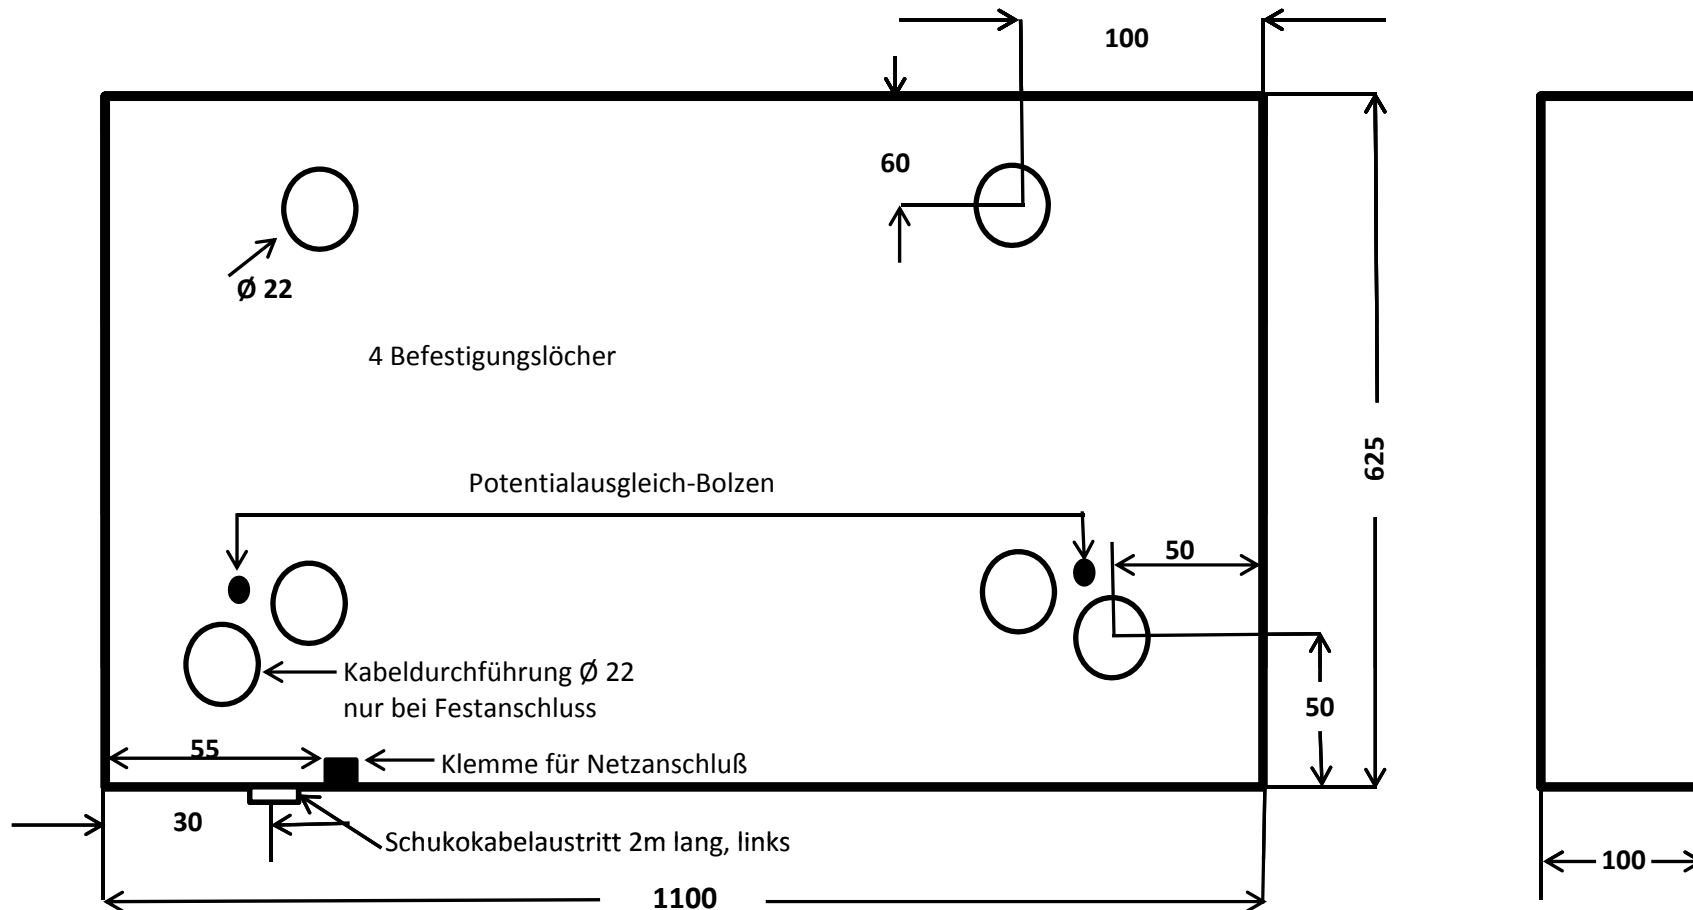 100
60
Ø 22
4 Befestigungslöcher
625
Potentialausgleich-Bolzen
50
Kabeldurchführung Ø 22
nur bei Festanschluss
50
55
Klemme für Netzanschluß
30
Schukokabelaustritt 2m lang, links
100
1100